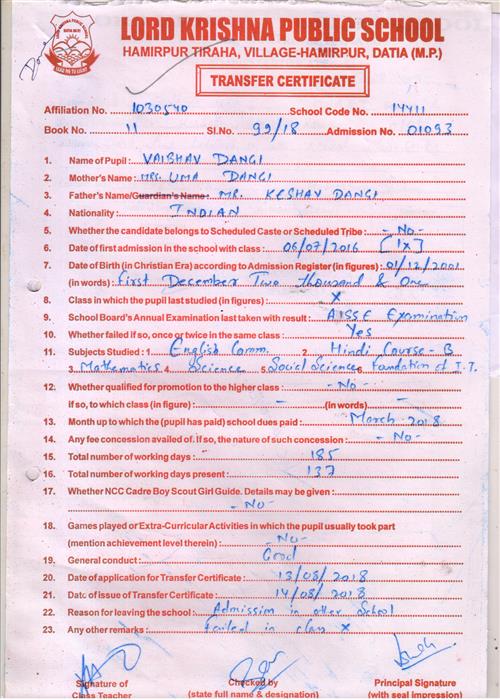 LORD KRISHNA PUBLIC SCHOOL
HAMIRPUR TIRAHA, VILLAGE-HAMIRPUR, DATIA (M.P.)
TRANSFER CERTIFICATE
Affiliation No. 1030540 School Code No. 14411
Book No. 11 Sl.No. 99/18 Admission No. 01093
1. Name of Pupil : VAIBHAV DANGI
2. Mother's Name : MRS. UMA DANGI
3. Father's Name/Guardian's Name : MR. KESHAV DANGI
4. Nationality : INDIAN
5. Whether the candidate belongs to Scheduled Caste or Scheduled Tribe : - No -
6. Date of first admission in the school with class : 06/07/2016 [IX]
7. Date of Birth (in Christian Era) according to Admission Register (in figures) : 01/12/2001
(in words) : First December Two thousand & One
8. Class in which the pupil last studied (in figures) : X
9. School Board's Annual Examination last taken with result : AISSE Examination
10. Whether failed if so, once or twice in the same class : Yes
11. Subjects Studied : 1. English Comm. 2. Hindi Course - B
3. Mathematics 4. Science 5. Social Science 6. Foundation of I.T.
12. Whether qualified for promotion to the higher class : - No -
if so, to which class (in figure) : - (in words) -
13. Month up to which the (pupil has paid) school dues paid : March-2018
14. Any fee concession availed of. If so, the nature of such concession : - No -
15. Total number of working days : 185
16. Total number of working days present : 137
17. Whether NCC Cadre Boy Scout Girl Guide. Details may be given :
- No -
18. Games played or Extra-Curricular Activities in which the pupil usually took part
(mention achievement level therein) : - No -
19. General conduct : Good
20. Date of application for Transfer Certificate : 13/08/2018
21. Date of issue of Transfer Certificate : 14/08/2018
22. Reason for leaving the school : Admission in other School
23. Any other remarks : Failed in class X
Signature of Class Teacher
Checked by (state full name & designation)
Principal Signature (with seal impression)